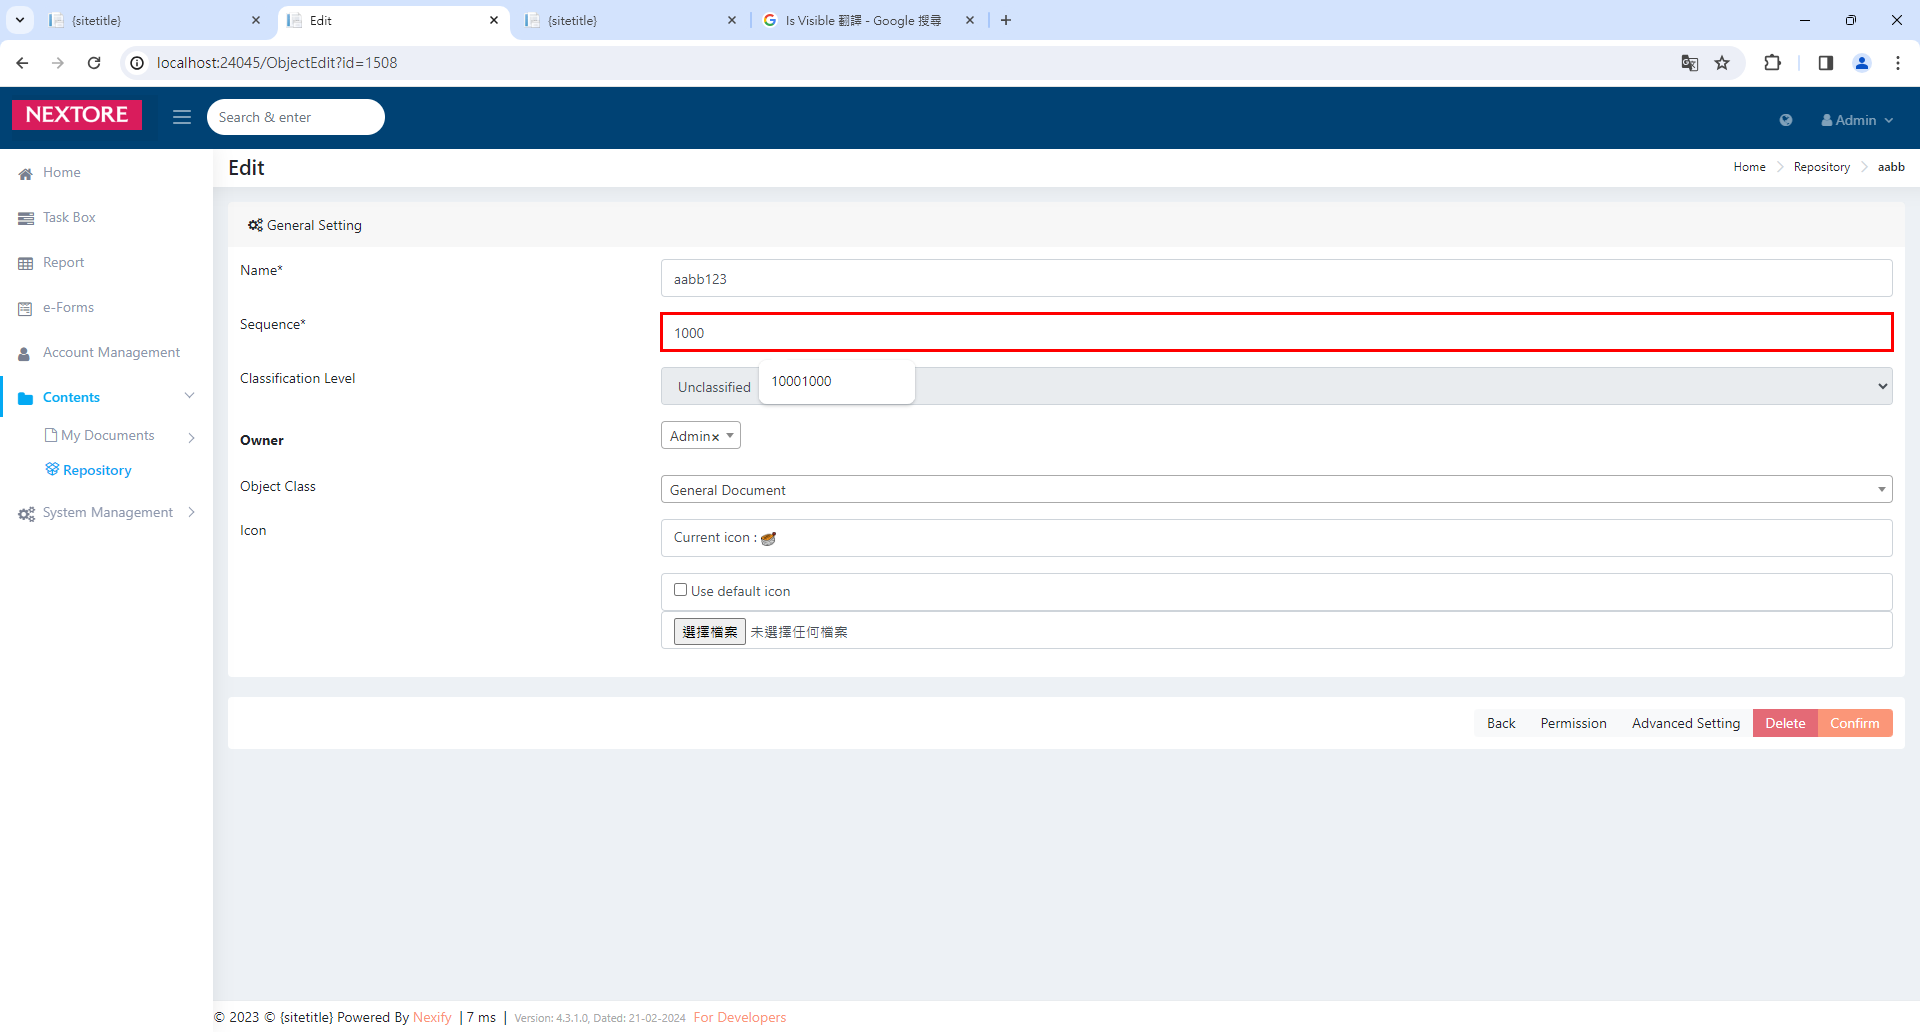 {sitetitle}
Edit
{sitetitle}
Is Visible 翻譯 - Google 搜尋
localhost:24045/ObjectEdit?id=1508
NEXTORE
Search & enter
Admin
Home
Task Box
Report
e-Forms
Account Management
Contents
My Documents
Repository
System Management
Edit
Home
Repository
aabb
General Setting
Name*
aabb123
Sequence*
1000
Classification Level
Unclassified
10001000
Owner
Admin×
Object Class
General Document
Icon
Current icon :
Use default icon
選擇檔案 未選擇任何檔案
Back
Permission
Advanced Setting
Delete
Confirm
© 2023 © {sitetitle} Powered By Nexify | 7 ms | Version: 4.3.1.0, Dated: 21-02-2024 For Developers